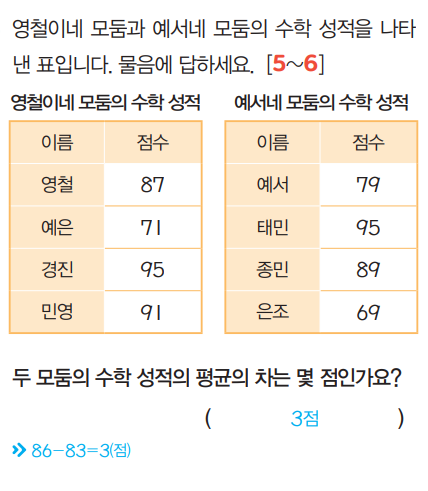 영철이네 모둠과 예서네 모둠의 수학 성적을 나타
낸 표입니다. 물음에 답하세요. [5~6]
영철이네 모둠의 수학 성적 예서네 모둠의 수학 성적
이름 점수 이름 점수
영철 87 예서 79
예은 71 태민 95
경진 95 종민 89
민영 91 은조 69
두 모둠의 수학 성적의 평균의 차는 몇 점인가요?
( 3점 )
≫ 86-83=3(점)